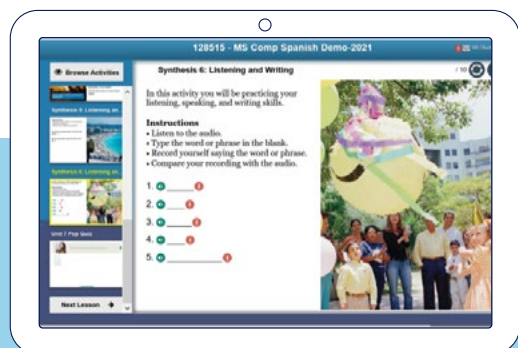 128515 - MS Comp Spanish Demo-2021
Browse Activities
Synthesis 6: Listening and Writing
/ 10
In this activity you will be practicing your
listening, speaking, and writing skills.
Instructions
• Listen to the audio.
• Type the word or phrase in the blank.
• Record yourself saying the word or phrase.
• Compare your recording with the audio.
1.
2.
3.
4.
5.
Synthesis 6: Listening an
Synthesis 6: Listening an
Unit 7 Pop Quiz
Next Lesson